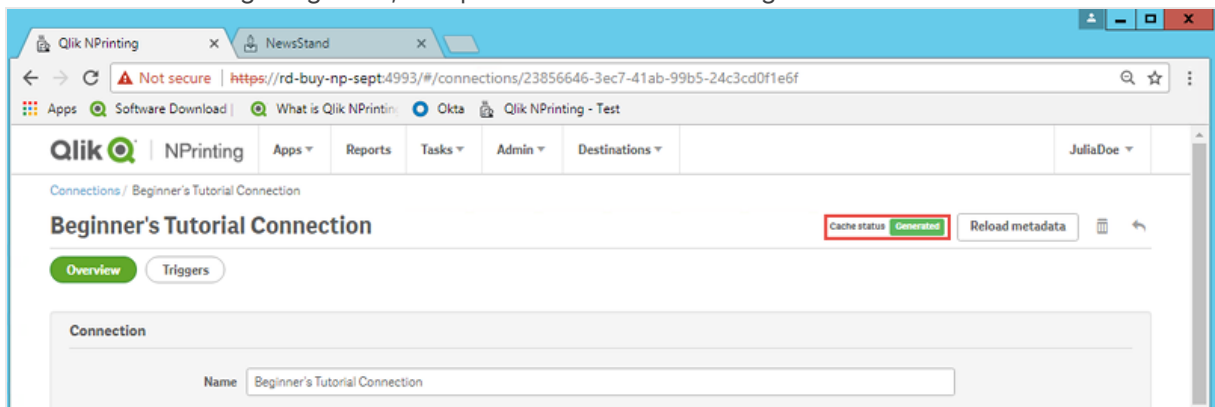 Qlik NPrinting
NewsStand
Not secure https://rd-buy-np-sept:4993/#/connections/23856646-3ec7-41ab-99b5-24c3cd0f1e6f
Apps Software Download | What is Qlik NPrinting Okta Qlik NPrinting - Test
Qlik NPrinting Apps Reports Tasks Admin Destinations JuliaDoe
Connections / Beginner's Tutorial Connection
Beginner's Tutorial Connection Cache status Generated Reload metadata
Overview Triggers
Connection
Name Beginner's Tutorial Connection